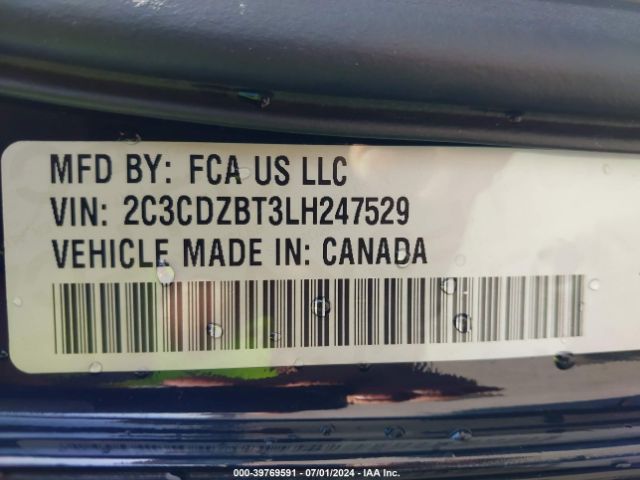 MFD BY: FCA US LLC
VIN: 2C3CDZBT3LH247529
VEHICLE MADE IN: CANADA
000-39769591 - 07/01/2024 - IAA Inc.